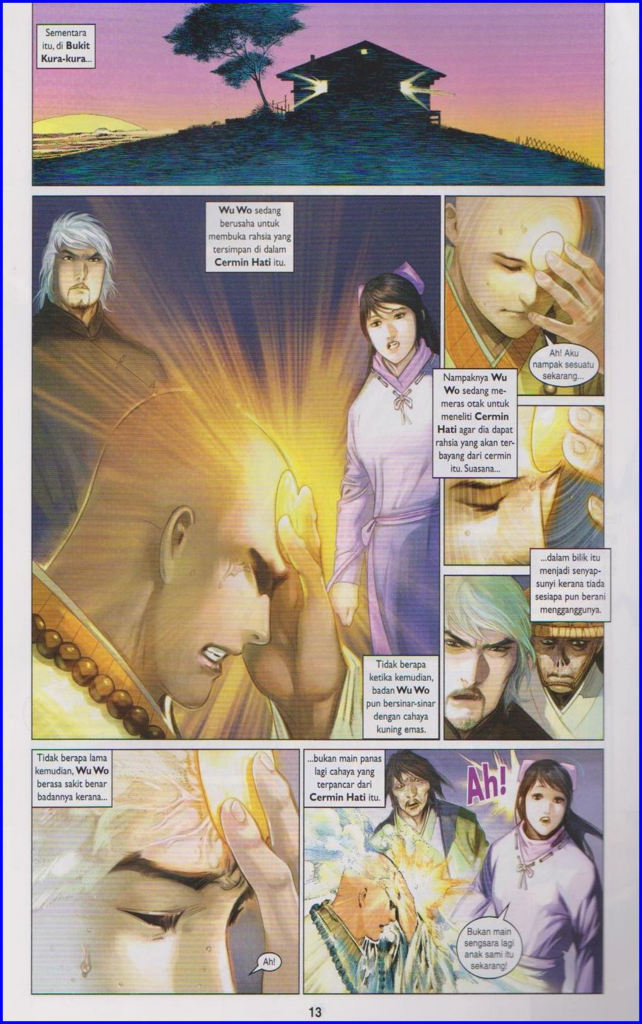 Sementara
itu, di Bukit
Kura-kura...
Wu Wo sedang
berusaha untuk
membuka rahsia yang
tersimpan di dalam
Cermin Hati itu.
Ah! Aku
nampak sesuatu
sekarang...
Nampaknya Wu
Wo sedang me-
meras otak untuk
meneliti Cermin
Hati agar dia dapat
rahsia yang akan ter-
bayang dari cermin
itu. Suasana...
...dalam bilik itu
menjadi senyap-
sunyi kerana tiada
sesiapa pun berani
mengganggunya.
Tidak berapa
ketika kemudian,
badan Wu Wo
pun bersinar-sinar
dengan cahaya
kuning emas.
Tidak berapa lama
kemudian, Wu Wo
berasa sakit benar
badannya kerana...
Ah!
...bukan main panas
lagi cahaya yang
terpancar dari
Cermin Hati itu.
Ah!
Bukan main
sengsara lagi
anak sami itu
sekarang!
13